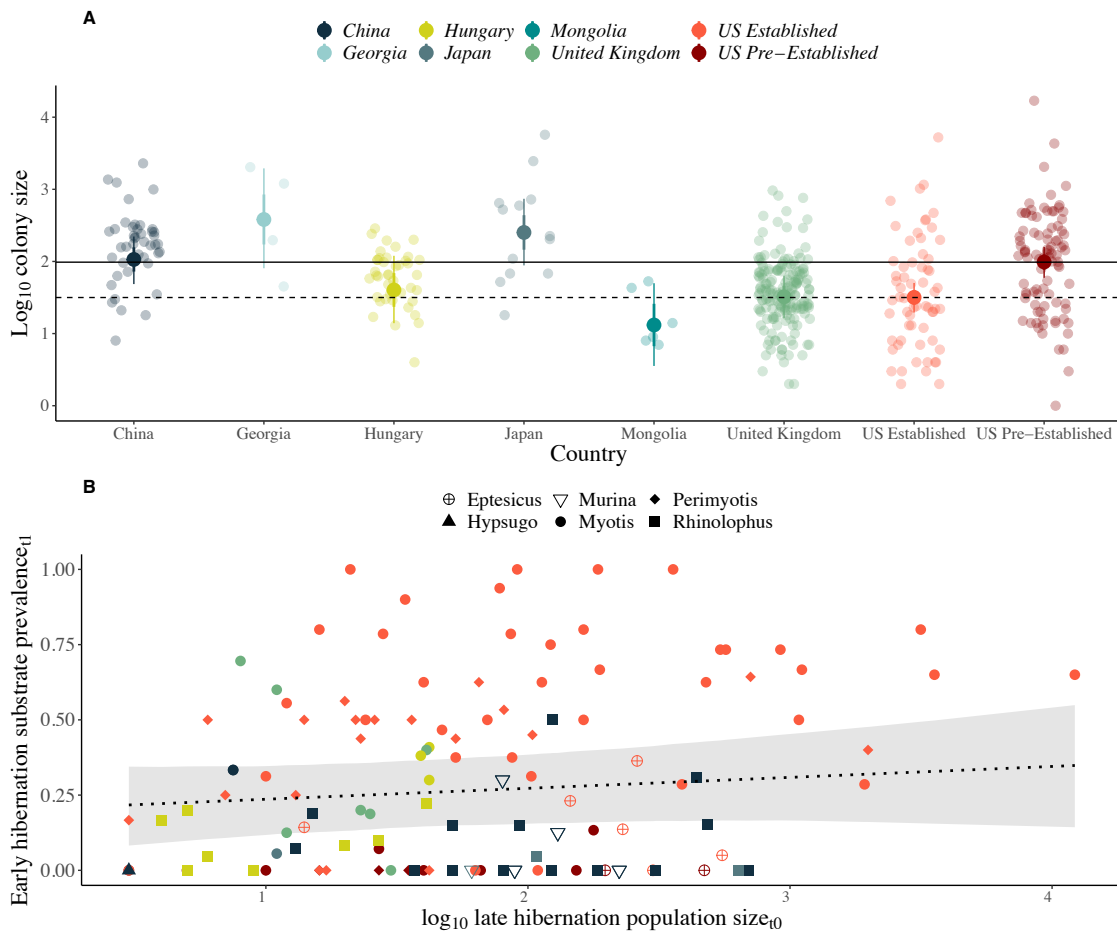 A
China Hungary Mongolia US Established
Georgia Japan United Kingdom US Pre−Established
Log10 colony size
4
3
2
1
0
China Georgia Hungary Japan Mongolia United Kingdom US Established US Pre−Established
Country
B
Eptesicus Murina Perimyotis
Hypsugo Myotis Rhinolophus
Early hibernation substrate prevalencet1
1.00
0.75
0.50
0.25
0.00
1 2 3 4
log10 late hibernation population sizet0